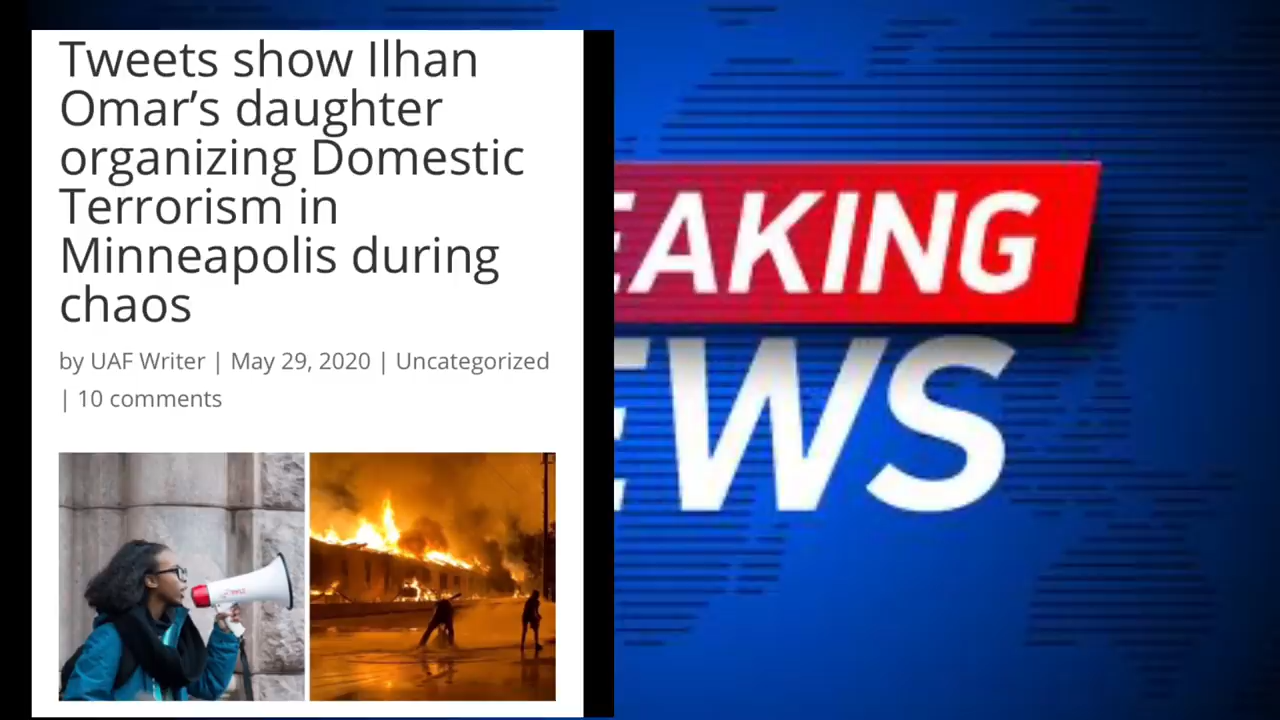 Tweets show Ilhan
Omar’s daughter
organizing Domestic
Terrorism in
Minneapolis during
chaos
by UAF Writer | May 29, 2020 | Uncategorized
| 10 comments
EAKING
EWS